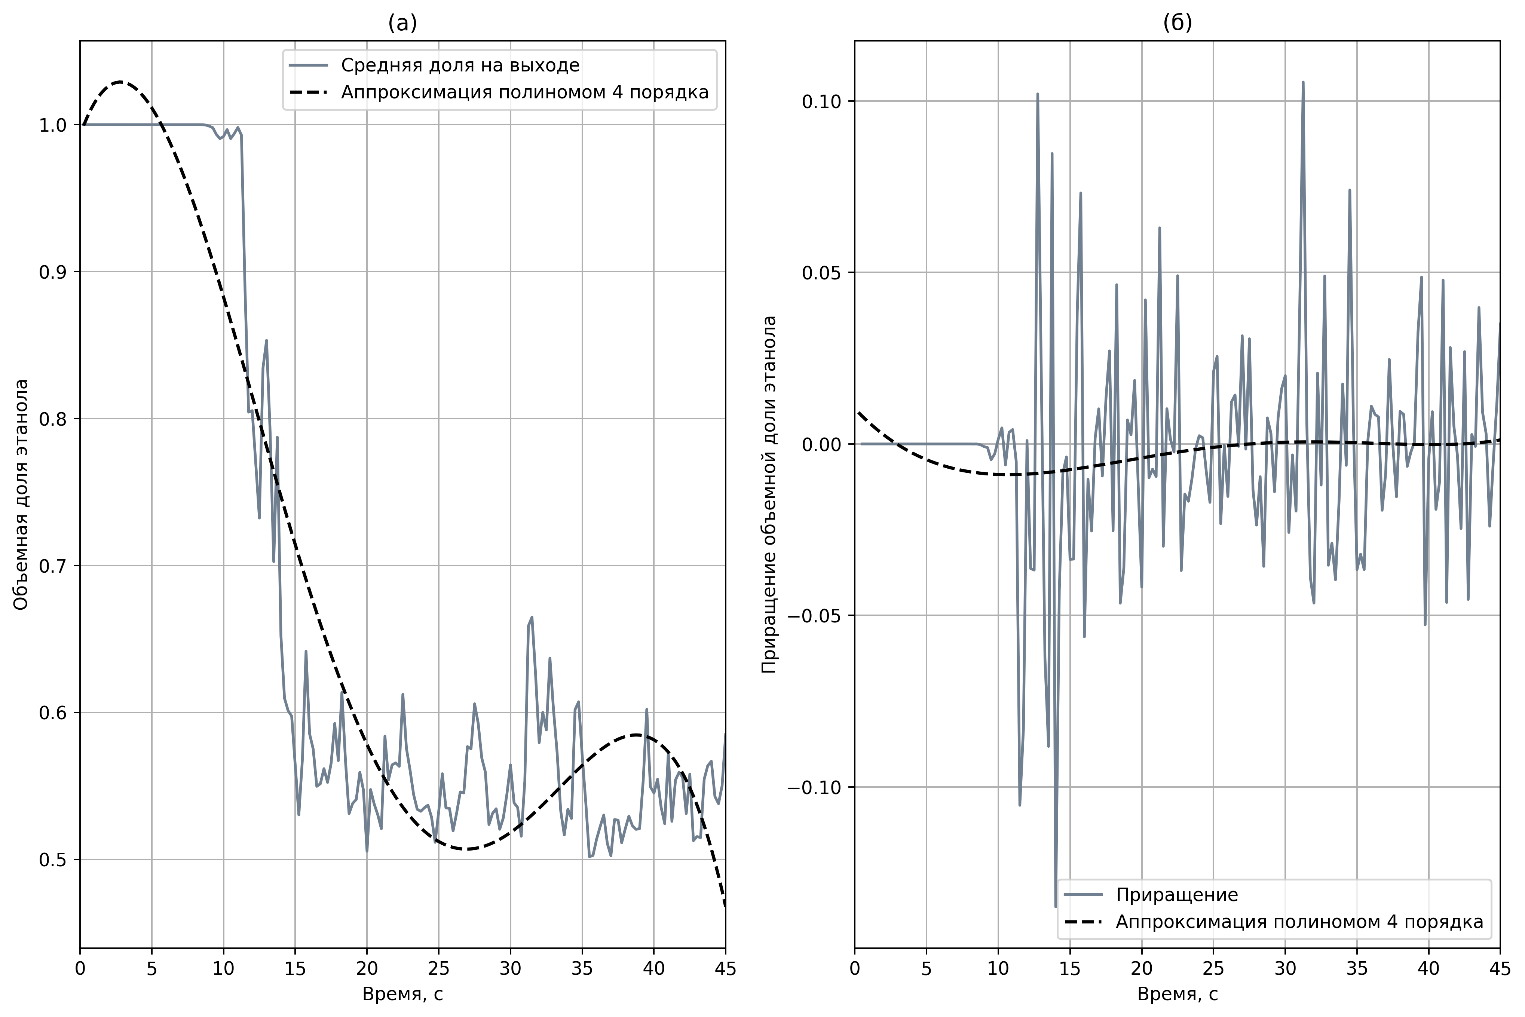 (а)
Средняя доля на выходе
Аппроксимация полиномом 4 порядка
1.0
0.9
0.8
0.7
0.6
0.5
Объемная доля этанола
0 5 10 15 20 25 30 35 40 45
Время, с
(б)
0.10
0.05
0.00
−0.05
−0.10
Приращение объемной доли этанола
Приращение
Аппроксимация полиномом 4 порядка
0 5 10 15 20 25 30 35 40 45
Время, с